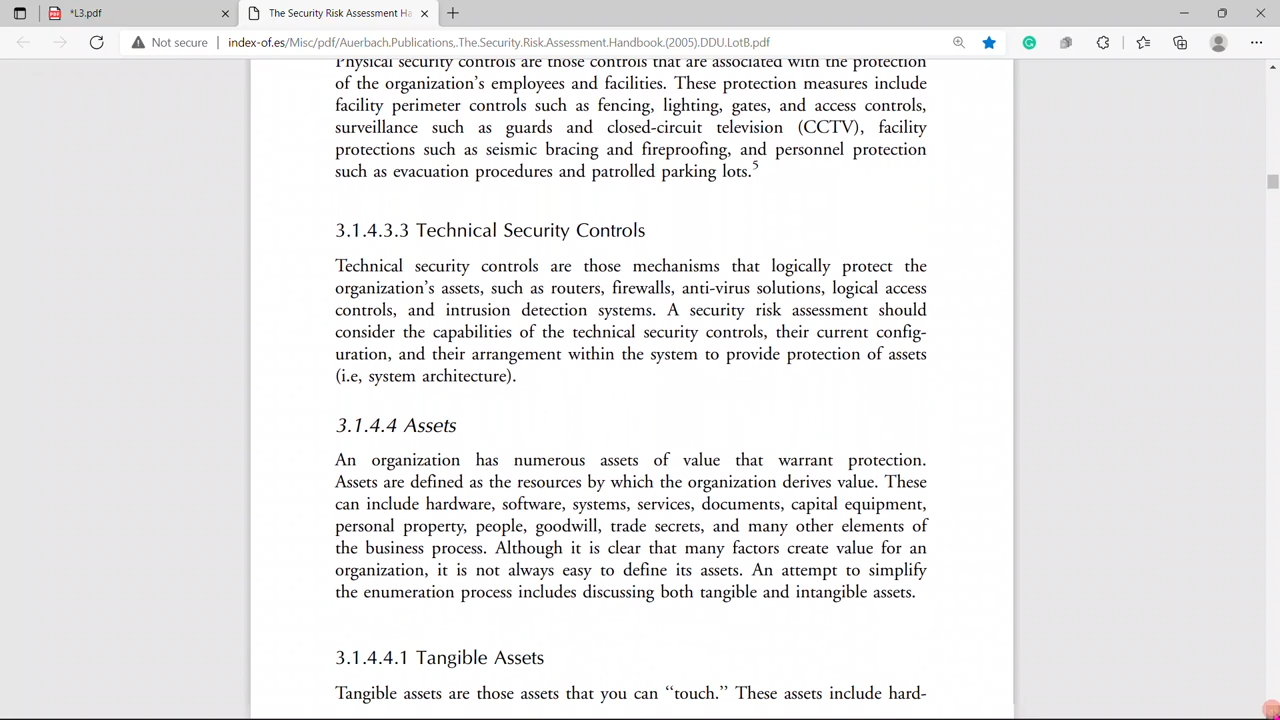 *L3.pdf
The Security Risk Assessment Ha
Not secure
index-of.es/Misc/pdf/Auerbach.Publications,.The.Security.Risk.Assessment.Handbook.(2005).DDU.LotB.pdf
Physical security controls are those controls that are associated with the protection
of the organization’s employees and facilities. These protection measures include
facility perimeter controls such as fencing, lighting, gates, and access controls,
surveillance such as guards and closed-circuit television (CCTV), facility
protections such as seismic bracing and fireproofing, and personnel protection
such as evacuation procedures and patrolled parking lots.5
3.1.4.3.3 Technical Security Controls
Technical security controls are those mechanisms that logically protect the
organization’s assets, such as routers, firewalls, anti-virus solutions, logical access
controls, and intrusion detection systems. A security risk assessment should
consider the capabilities of the technical security controls, their current config-
uration, and their arrangement within the system to provide protection of assets
(i.e, system architecture).
3.1.4.4 Assets
An organization has numerous assets of value that warrant protection.
Assets are defined as the resources by which the organization derives value. These
can include hardware, software, systems, services, documents, capital equipment,
personal property, people, goodwill, trade secrets, and many other elements of
the business process. Although it is clear that many factors create value for an
organization, it is not always easy to define its assets. An attempt to simplify
the enumeration process includes discussing both tangible and intangible assets.
3.1.4.4.1 Tangible Assets
Tangible assets are those assets that you can ‘‘touch.’’ These assets include hard-